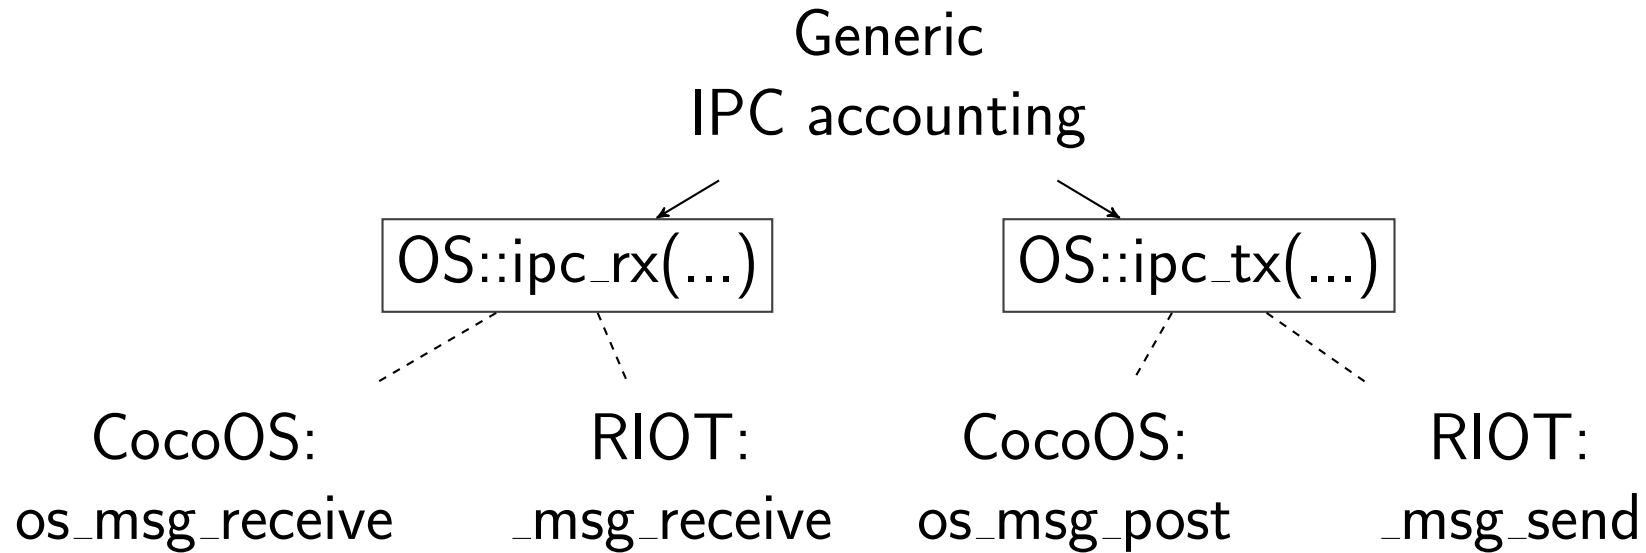 Generic
IPC accounting
OS::ipc_rx(...)
OS::ipc_tx(...)
CocoOS:
os_msg_receive
RIOT:
_msg_receive
CocoOS:
os_msg_post
RIOT:
_msg_send